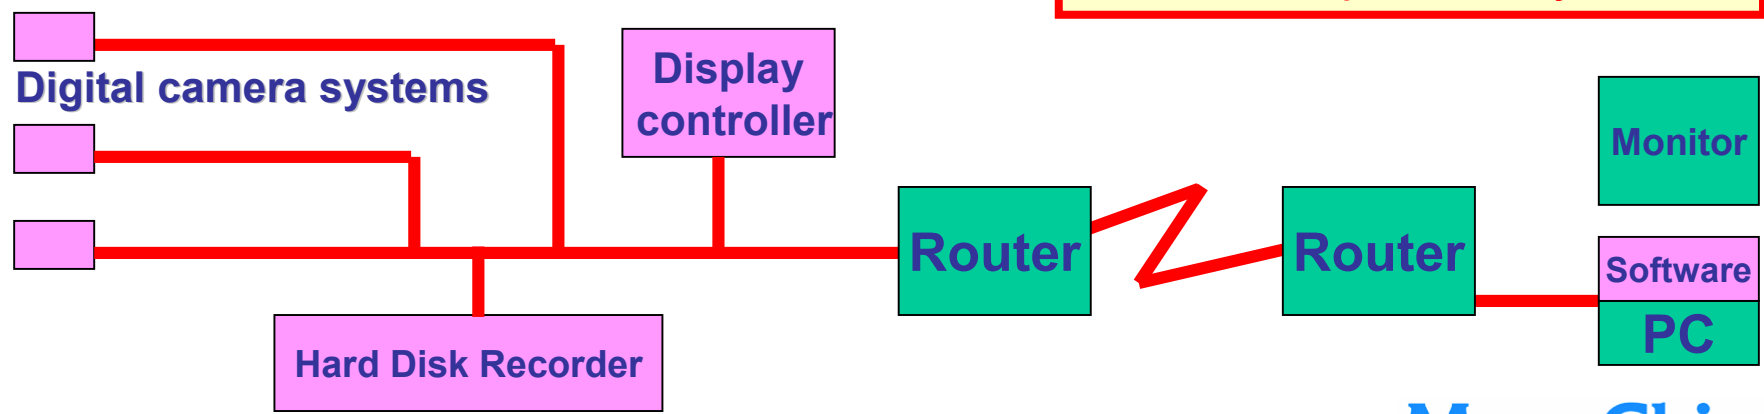 Digital camera systems
Display
controller
Monitor
Router
Router
Software
PC
Hard Disk Recorder